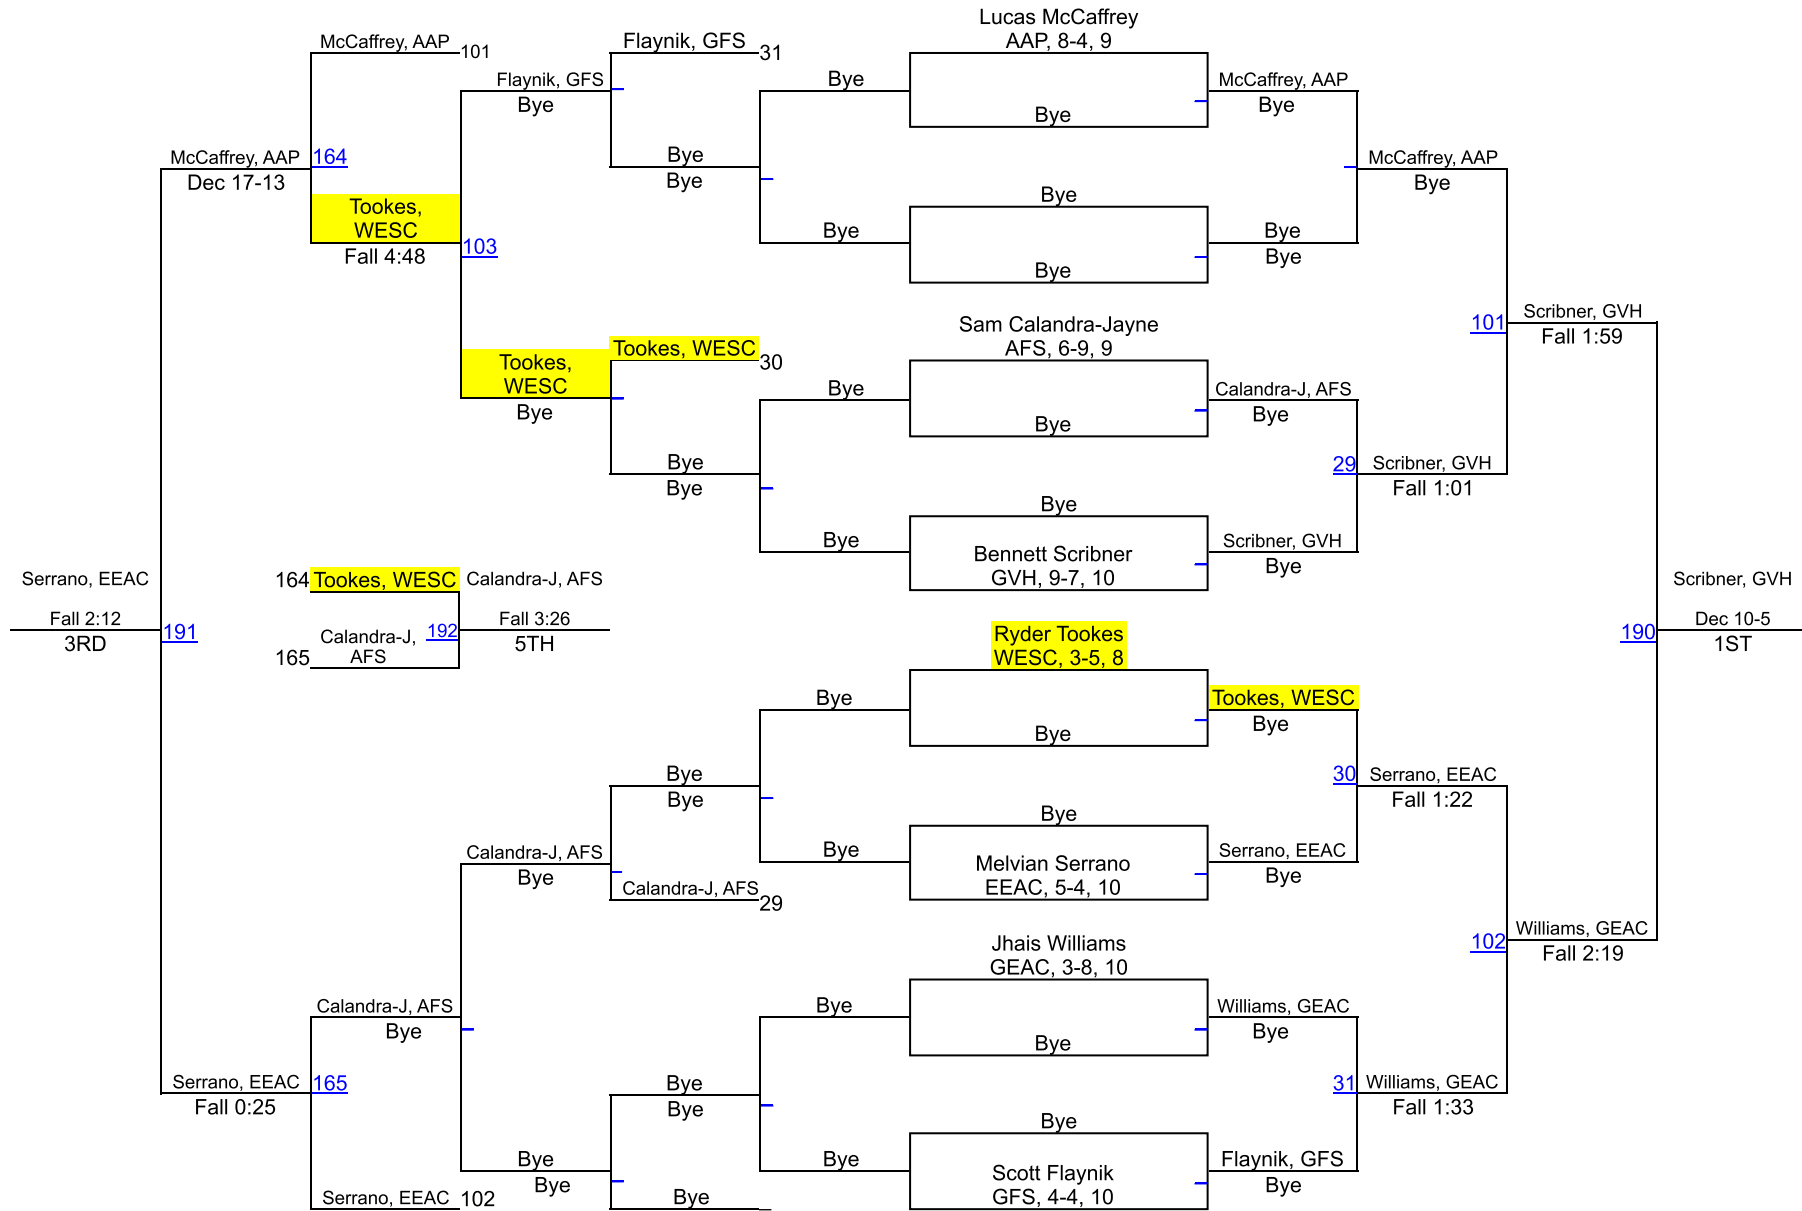 Lucas McCaffrey
AAP, 8-4, 9
McCaffrey, AAP
101
Flaynik, GFS
31
Flaynik, GFS
Bye
Bye
Bye
McCaffrey, AAP
Bye
McCaffrey, AAP
Dec 17-13
164
Bye
Bye
McCaffrey, AAP
Bye
Tookes,
WESC
Fall 4:48
103
Bye
Bye
Bye
Bye
Bye
Sam Calandra-Jayne
AFS, 6-9, 9
101
Scribner, GVH
Fall 1:59
Tookes,
WESC
Bye
Tookes, WESC
30
Bye
Bye
Calandra-J, AFS
Bye
Bye
Bye
29
Scribner, GVH
Fall 1:01
Bye
Bye
Bennett Scribner
GVH, 9-7, 10
Scribner, GVH
Bye
Serrano, EEAC
Fall 2:12
3RD
191
164
Tookes, WESC
165
Calandra-J,
AFS
192
Calandra-J, AFS
Fall 3:26
5TH
190
Scribner, GVH
Dec 10-5
1ST
Ryder Tookes
WESC, 3-5, 8
Bye
Bye
Tookes, WESC
Bye
Bye
Bye
30
Serrano, EEAC
Fall 1:22
Bye
Calandra-J, AFS
Bye
Calandra-J, AFS
29
Bye
Melvian Serrano
EEAC, 5-4, 10
Serrano, EEAC
Bye
Jhais Williams
GEAC, 3-8, 10
102
Williams, GEAC
Fall 2:19
Calandra-J, AFS
Bye
Bye
Bye
Williams, GEAC
Bye
Serrano, EEAC
Fall 0:25
165
Bye
Bye
31
Williams, GEAC
Fall 1:33
Bye
Bye
Bye
Bye
Scott Flaynik
GFS, 4-4, 10
Flaynik, GFS
Bye
Serrano, EEAC
102
Bye